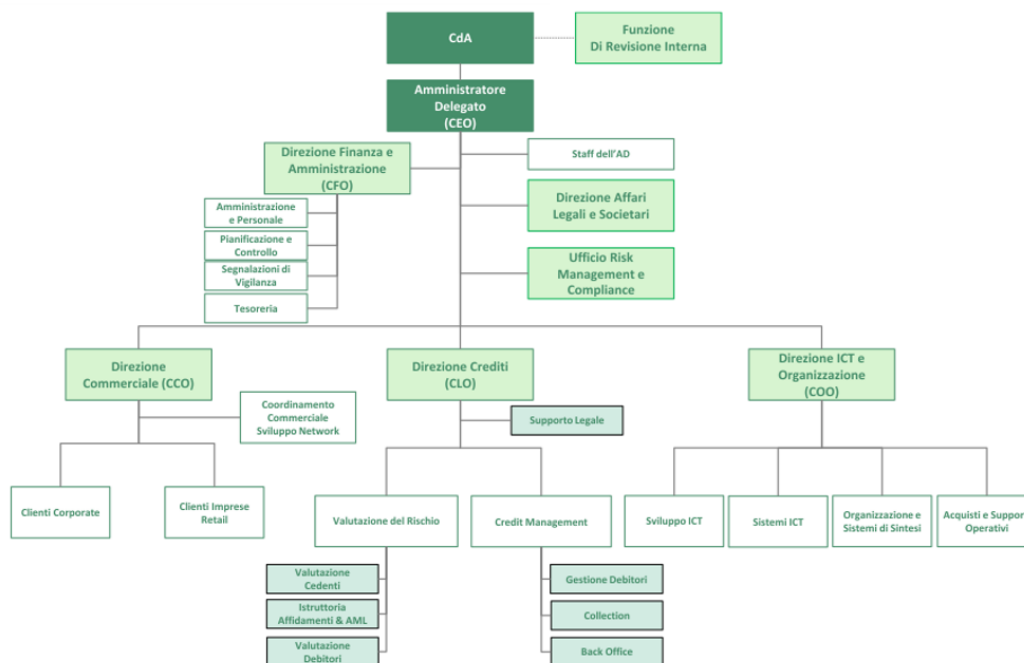 CdA
Funzione
Di Revisione Interna
Amministratore
Delegato
(CEO)
Direzione Finanza e
Amministrazione
(CFO)
Staff dell'AD
Amministrazione
e Personale
Direzione Affari
Legali e Societari
Pianificazione e
Controllo
Segnalazioni di
Vigilanza
Ufficio Risk
Management e
Compliance
Tesoreria
Direzione
Commerciale (CCO)
Direzione Crediti
(CLO)
Direzione ICT e
Organizzazione
(COO)
Coordinamento
Commerciale
Sviluppo Network
Supporto Legale
Clienti Corporate
Clienti Imprese
Retail
Valutazione del Rischio
Credit Management
Sviluppo ICT
Sistemi ICT
Organizzazione e
Sistemi di Sintesi
Acquisti e Suppor
Operativi
Valutazione
Cedenti
Gestione Debitori
Istruttoria
Affidamenti & AML
Collection
Valutazione
Debitori
Back Office